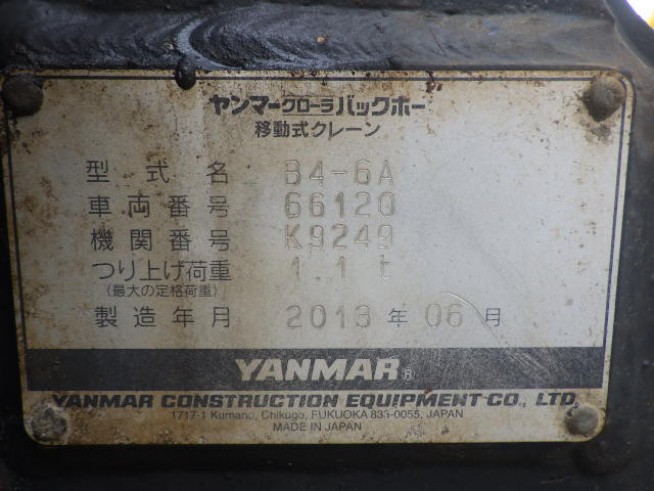 ヤンマークローラバックホー
移動式クレーン
型式名 B4-6A
車両番号 66120
機関番号 K9249
つり上げ荷重 1.1t
(最大の定格荷重)
製造年月 2013年06月
YANMAR®
YANMAR CONSTRUCTION EQUIPMENT CO., LTD.
1717-1 Kumano, Chikugo, FUKUOKA 833-0055, JAPAN
MADE IN JAPAN